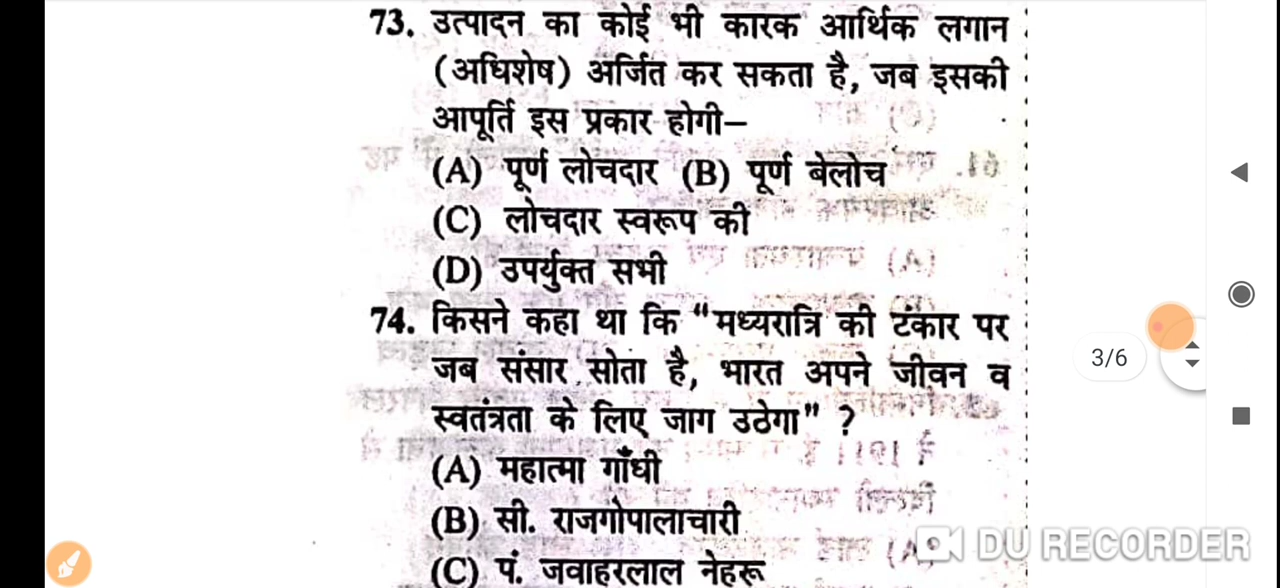 73. उत्पादन का कोई भी कारक आर्थिक लगान
(अधिशेष) अर्जित कर सकता है, जब इसकी
आपूर्ति इस प्रकार होगी–
(A) पूर्ण लोचदार (B) पूर्ण बेलोच
(C) लोचदार स्वरूप की
(D) उपर्युक्त सभी
74. किसने कहा था कि “मध्यरात्रि की टंकार पर
जब संसार सोता है, भारत अपने जीवन व
स्वतंत्रता के लिए जाग उठेगा” ?
(A) महात्मा गाँधी
(B) सी. राजगोपालाचारी
(C) पं. जवाहरलाल नेहरू
3/6
DU RECORDER